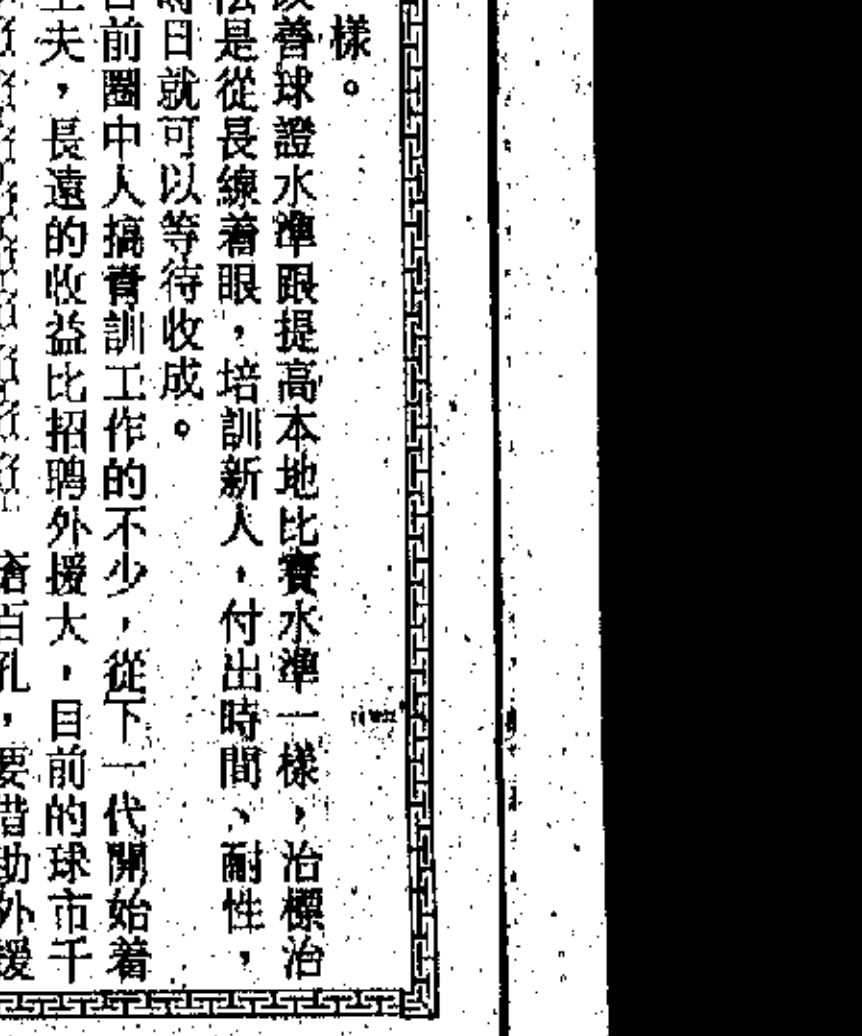 樣。
善球證水準跟提高本地比賽水準一樣，治標治
是從長線着眼，培訓新人，付出時間、耐性，
日就可以等待收成。
前圈中人搞青訓工作的不少，從下一代開始着
夫，長遠的收益比招聘外援大，目前的球市千
瘡百孔，要借助外援